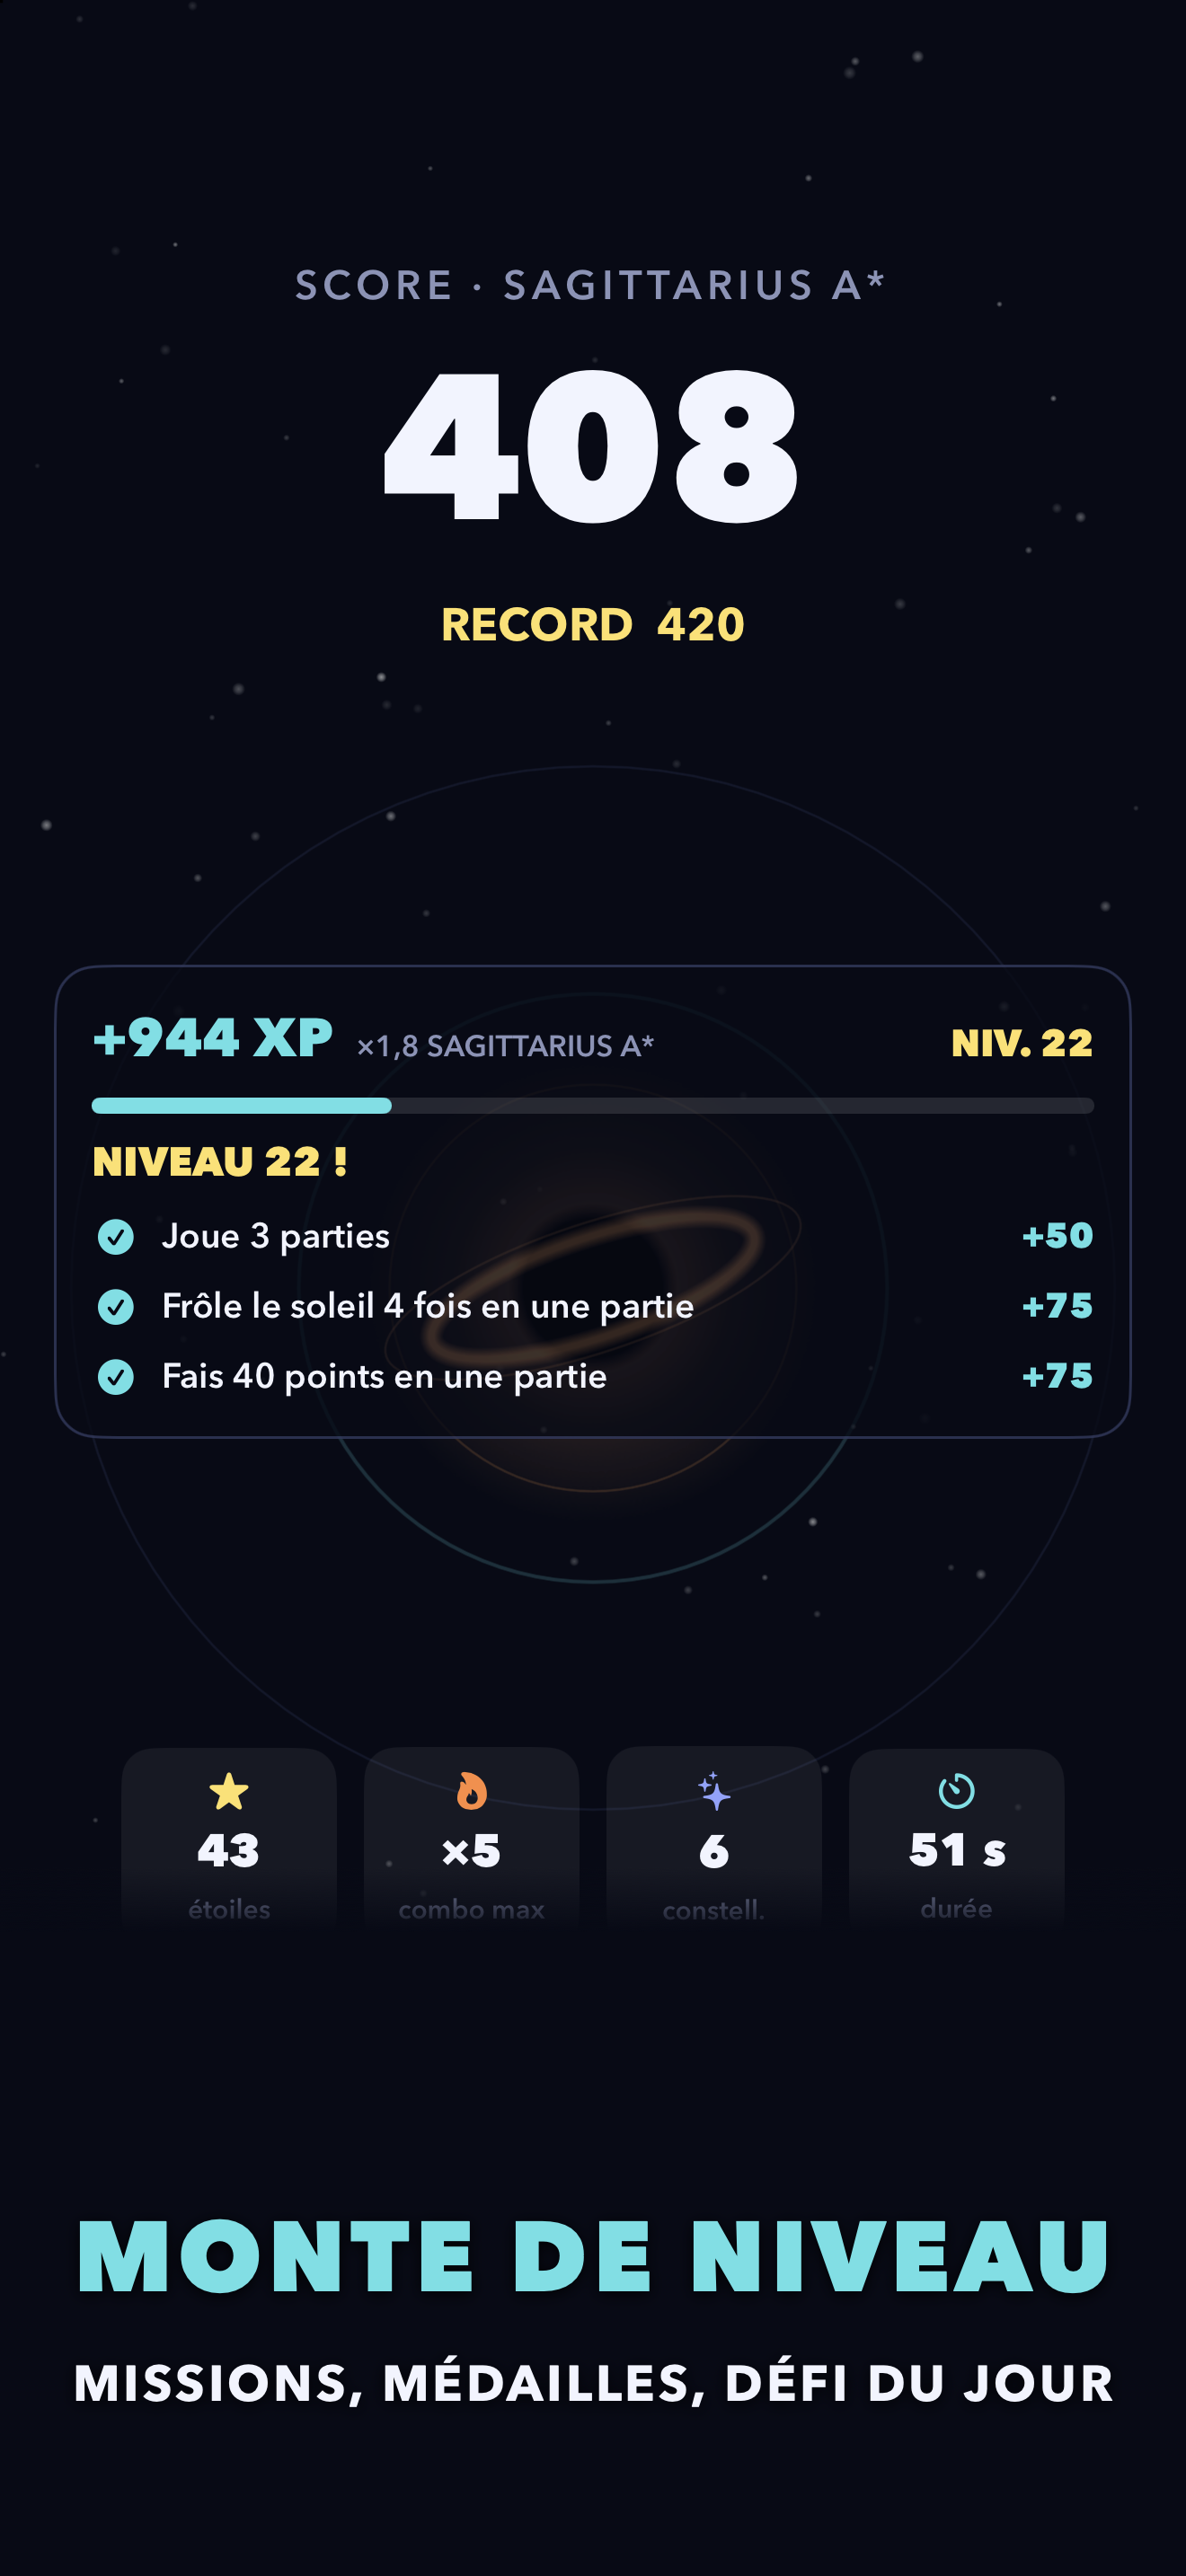 SCORE · SAGITTARIUS A*
408
RECORD 420
+944 XP ×1,8 SAGITTARIUS A* NIV. 22
NIVEAU 22 !
Joue 3 parties +50
Frôle le soleil 4 fois en une partie +75
Fais 40 points en une partie +75
43 ×5 6 51 s
étoiles combo max constell. durée
MONTE DE NIVEAU
MISSIONS, MÉDAILLES, DÉFI DU JOUR